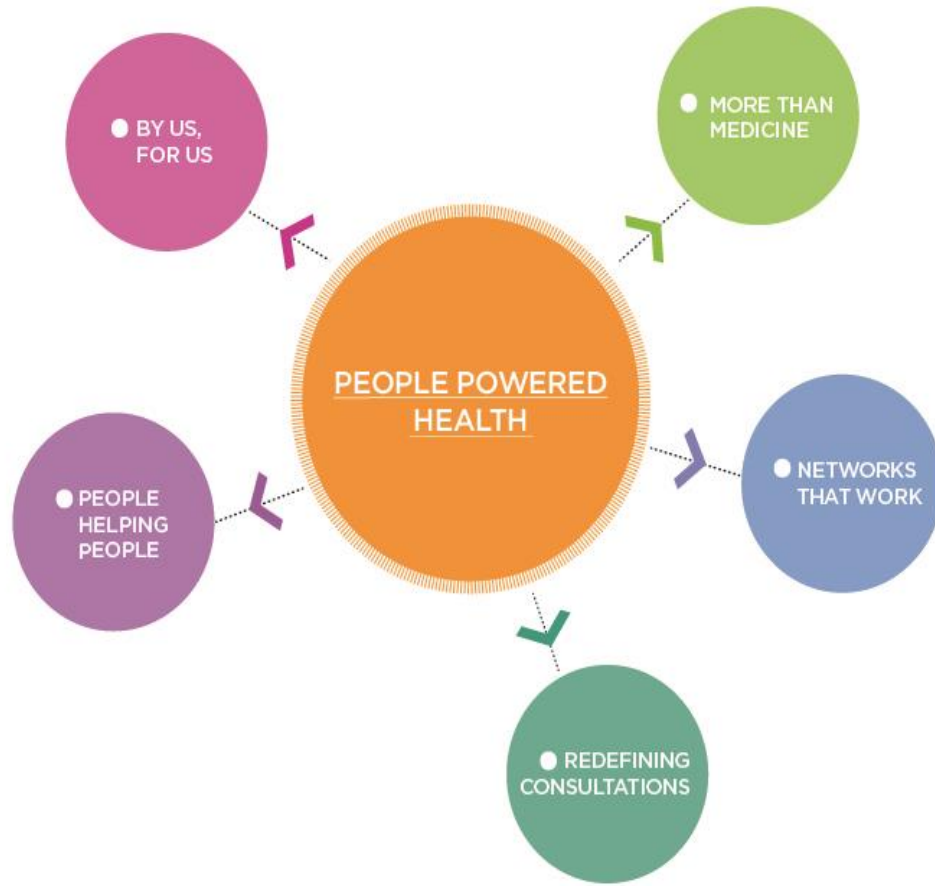 BY US,
FOR US
MORE THAN
MEDICINE
PEOPLE POWERED
HEALTH
NETWORKS
THAT WORK
PEOPLE
HELPING
PEOPLE
REDEFINING
CONSULTATIONS